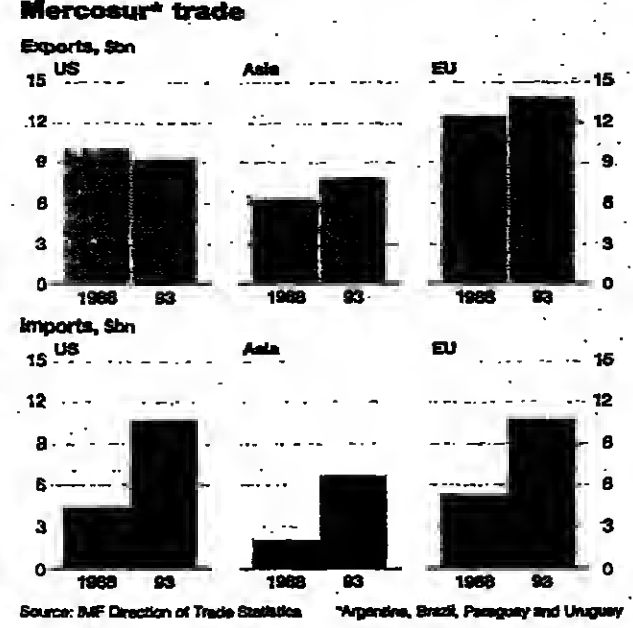 Mercosur* trade
Exports, $bn
US Asia EU
15 15
12 12
9 9
6 6
3 3
0 0
1988 93 1988 93 1988 93
Imports, $bn
US Asia EU
15 15
12 12
9 9
6 6
3 3
0 0
1988 93 1988 93 1988 93
Source: IMF Direction of Trade Statistics *Argentina, Brazil, Paraguay and Uruguay